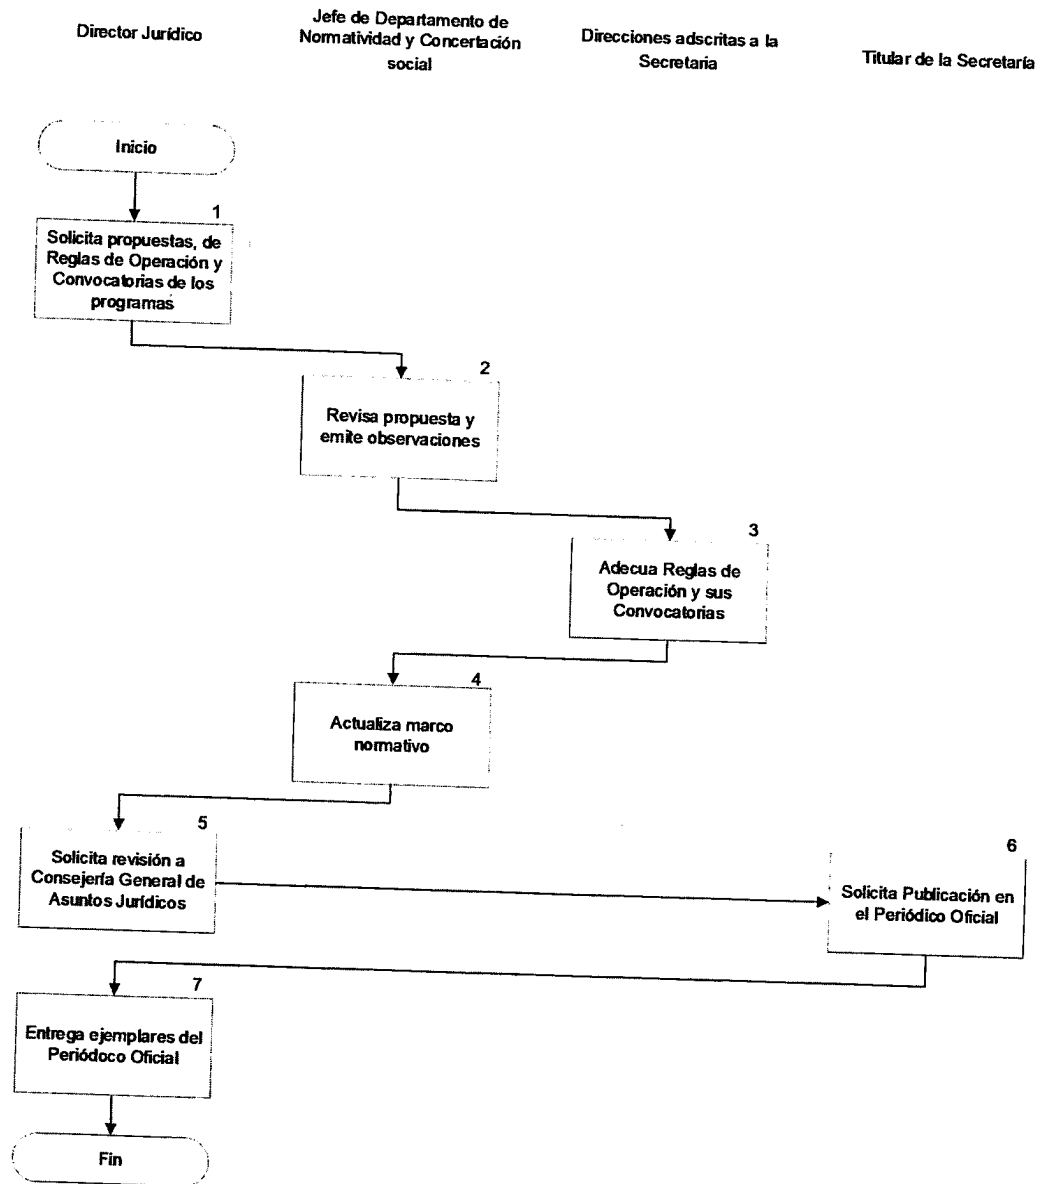 Director Jurídico
Jefe de Departamento de
Normatividad y Concertación
social
Direcciones adscritas a la
Secretaria
Titular de la Secretaría
Inicio
1
Solicita propuestas, de
Reglas de Operación y
Convocatorias de los
programas
2
Revisa propuesta y
emite observaciones
3
Adecua Reglas de
Operación y sus
Convocatorias
4
Actualiza marco
normativo
5
Solicita revisión a
Consejería General de
Asuntos Jurídicos
6
Solicita Publicación en
el Periódico Oficial
7
Entrega ejemplares del
Periódoco Oficial
Fin